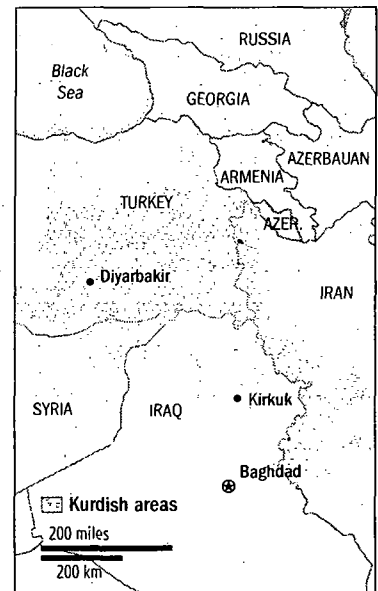 RUSSIA
Black
Sea
GEORGIA
AZERBAIJAN
ARMENIA
TURKEY
AZER.
Diyarbakir
IRAN
Kirkuk
SYRIA
IRAQ
Baghdad
Kurdish areas
200 miles
200 km